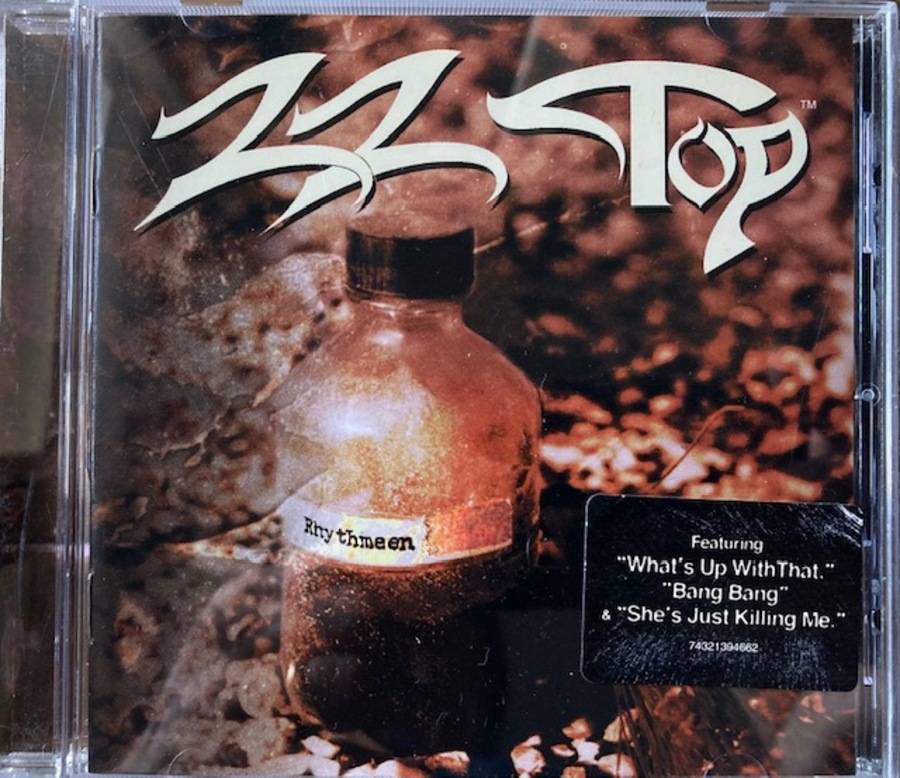 ZZ Top™
Rhythmeen
Featuring
"What's Up WithThat."
"Bang Bang"
& "She's Just Killing Me."
74321394662